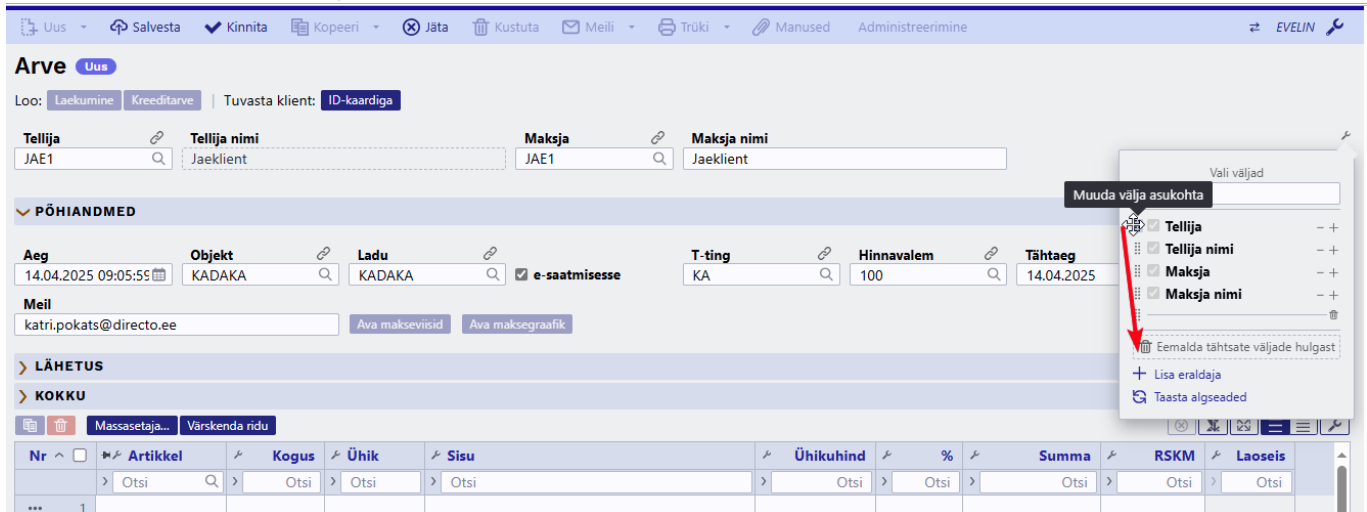 Uus Salvesta Kinnita Kopeeri Jäta Kustuta Meili Trüki Manused Administreerimine EVELIN
Arve Uus
Loo: Laekumine Kreeditarve | Tuvasta klient: ID-kaardiga
Tellija Tellija nimi Maksja Maksja nimi
JAE1 Jaeklient JAE1 Jaeklient
Vali väljad
Muuda välja asukohta
PÕHIANDMED
Tellija - +
Tellija nimi - +
Maksja - +
Maksja nimi - +
Eemalda tähtsate väljade hulgast
Lisa eraldaja
Taasta algseaded
Aeg Objekt Ladu T-ting Hinnavalem Tähtaeg
14.04.2025 09:05:59 KADAKA KADAKA e-saatmisesse KA 100 14.04.2025
Meil
katri.pokats@directo.ee Ava makseviisid Ava maksegraafik
LÄHETUS
KOKKU
Massasetaja... Värskenda ridu
Nr Artikkel Kogus Ühik Sisu Ühikuhind % Summa RSKM Laoseis
Otsi Otsi Otsi Otsi Otsi Otsi Otsi Otsi Otsi
... 1